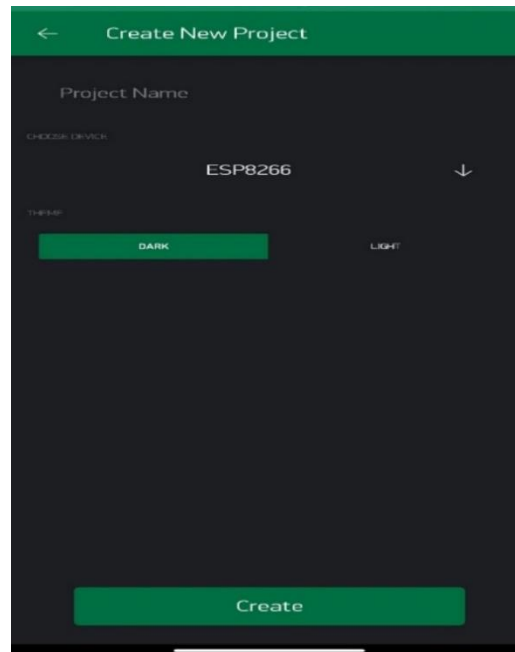 Create New Project
Project Name
CHOOSE DEVICE
ESP8266
THEME
DARK LIGHT
Create